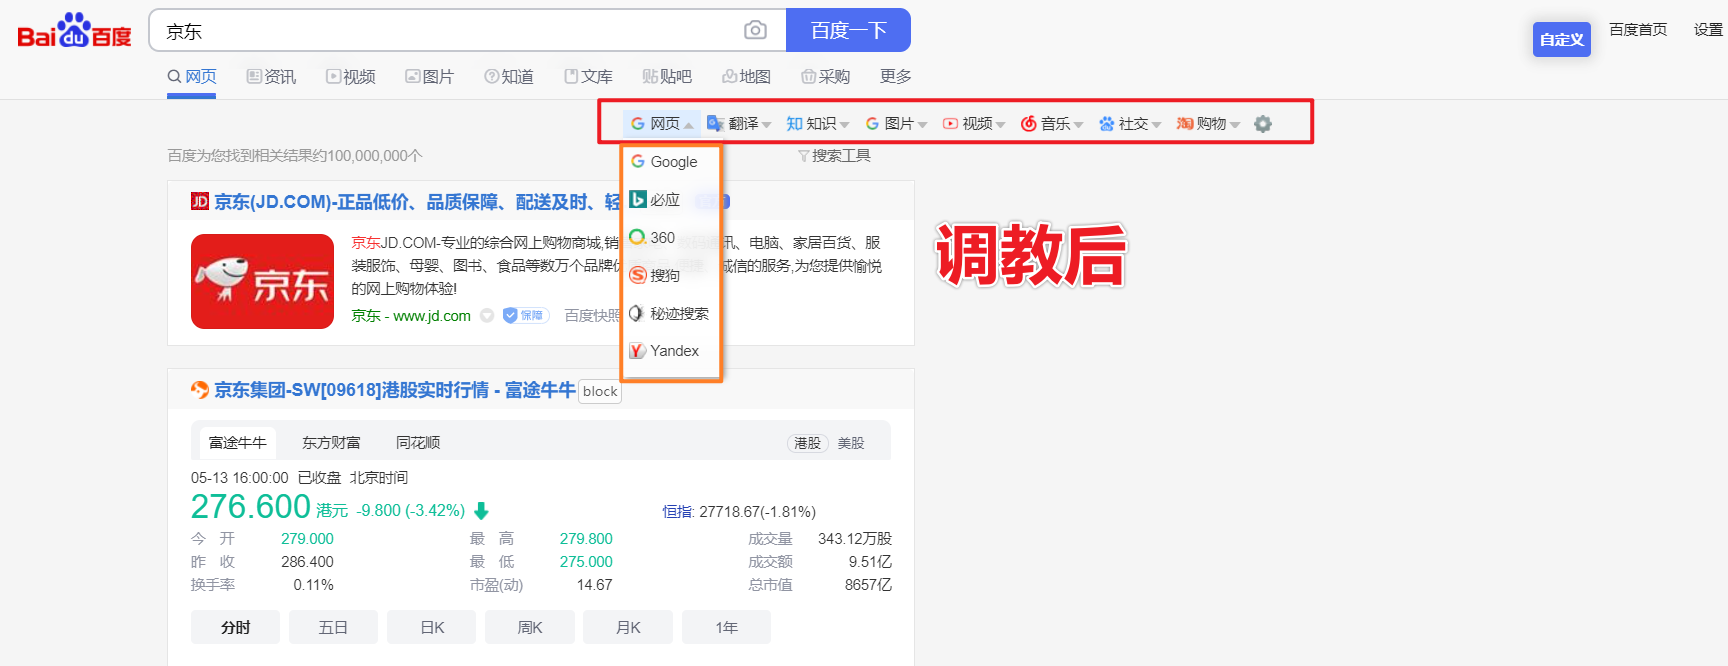 Bai du 百度
京东
百度一下
自定义
百度首页
设置
网页 资讯 视频 图片 知道 文库 贴吧 地图 采购 更多
网页 翻译 知识 图片 视频 音乐 社交 购物
百度为您找到相关结果约100,000,000个
搜索工具
Google
必应
360
搜狗
秘迹搜索
Yandex
JD 京东(JD.COM)-正品低价、品质保障、配送及时、轻
京东JD.COM-专业的综合网上购物商城,销 讯、电脑、家居百货、服
装服饰、母婴、图书、食品等数万个品牌 诚信的服务,为您提供愉悦
的网上购物体验!
京东
京东 - www.jd.com 保障 百度快照
调教后
京东集团-SW[09618]港股实时行情 - 富途牛牛 block
富途牛牛 东方财富 同花顺 港股 美股
05-13 16:00:00 已收盘 北京时间
276.600 港元 -9.800 (-3.42%) 恒指: 27718.67(-1.81%)
今 开 279.000 最 高 279.800 成交量 343.12万股
昨 收 286.400 最 低 275.000 成交额 9.51亿
换手率 0.11% 市盈(动) 14.67 总市值 8657亿
分时 五日 日K 周K 月K 1年